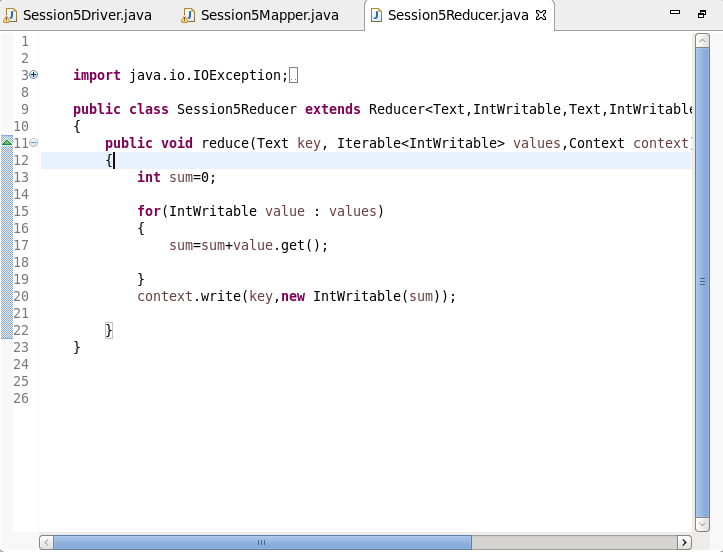 Session5Driver.java Session5Mapper.java Session5Reducer.java
1
2
3 import java.io.IOException;
8
9 public class Session5Reducer extends Reducer<Text,IntWritable,Text,IntWritable
10 {
11 public void reduce(Text key, Iterable<IntWritable> values,Context context)
12 {
13 int sum=0;
14
15 for(IntWritable value : values)
16 {
17 sum=sum+value.get();
18
19 }
20 context.write(key,new IntWritable(sum));
21
22 }
23 }
24
25
26